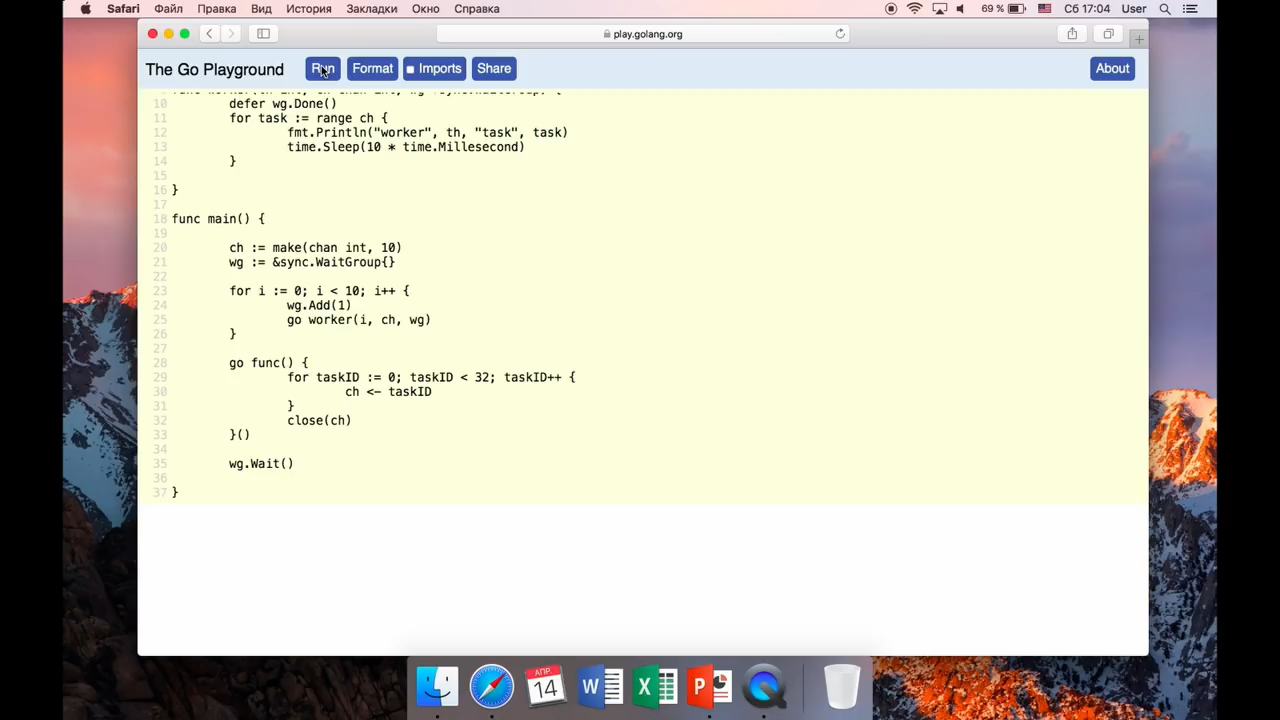 Safari Файл Правка Вид История Закладки Окно Справка 69 % Сб 17:04 User
play.golang.org
The Go Playground Run Format Imports Share About
10 defer wg.Done()
11 for task := range ch {
12 fmt.Println("worker", th, "task", task)
13 time.Sleep(10 * time.Millesecond)
14 }
15
16 }
17
18 func main() {
19
20 ch := make(chan int, 10)
21 wg := &sync.WaitGroup{}
22
23 for i := 0; i < 10; i++ {
24 wg.Add(1)
25 go worker(i, ch, wg)
26 }
27
28 go func() {
29 for taskID := 0; taskID < 32; taskID++ {
30 ch <- taskID
31 }
32 close(ch)
33 }()
34
35 wg.Wait()
36
37 }
АПР
14
W X P